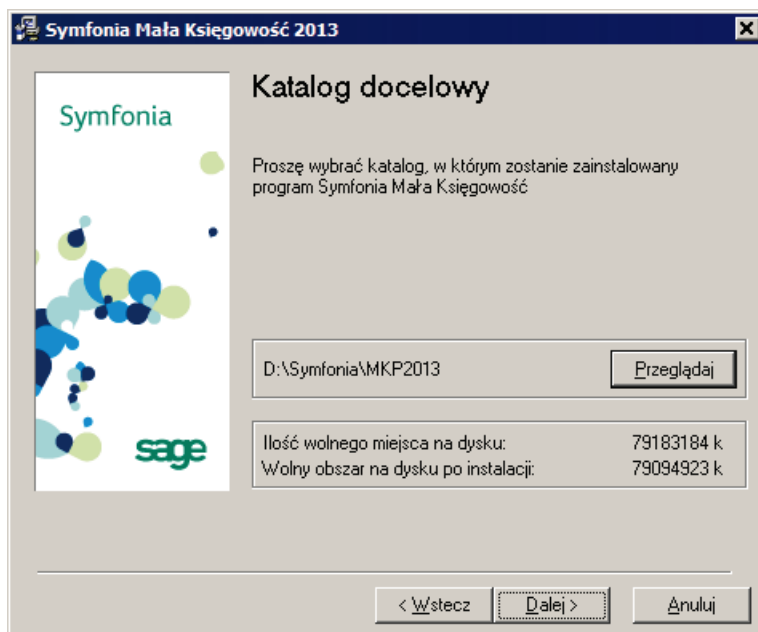 Symfonia Mała Księgowość 2013
Symfonia
Katalog docelowy
Proszę wybrać katalog, w którym zostanie zainstalowany
program Symfonia Mała Księgowość
D:\Symfonia\MKP2013
Przeglądaj
Ilość wolnego miejsca na dysku: 79183184 k
Wolny obszar na dysku po instalacji: 79094923 k
sage
< Wstecz Dalej > Anuluj